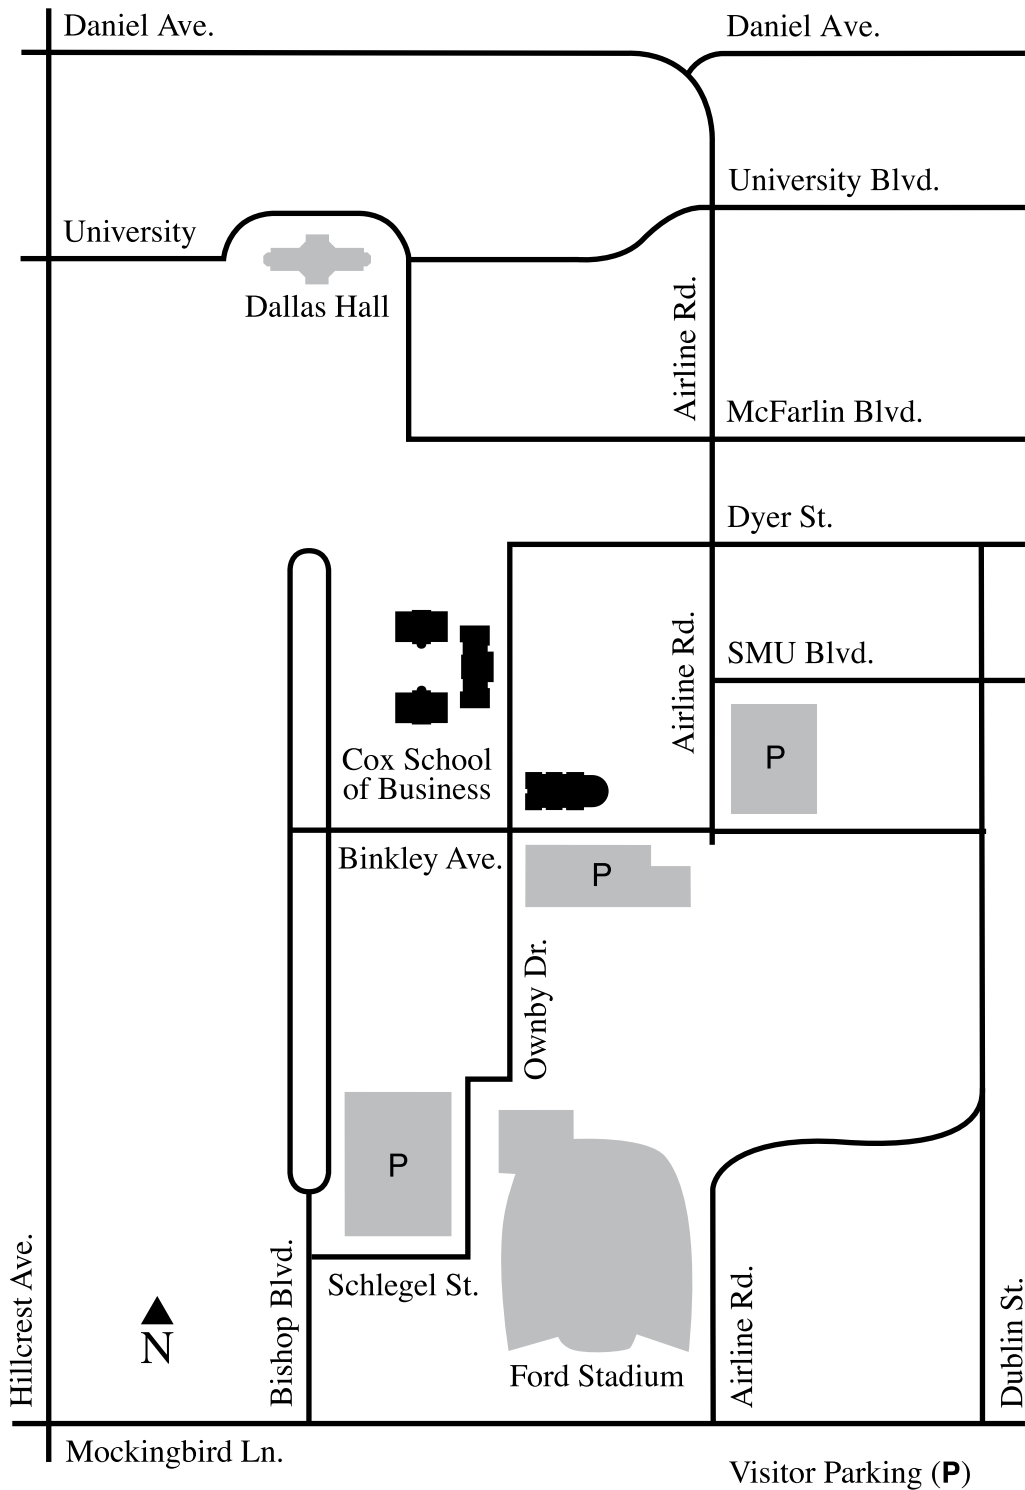 Daniel Ave.
Daniel Ave.
University Blvd.
University
Dallas Hall
Airline Rd.
McFarlin Blvd.
Dyer St.
Airline Rd.
SMU Blvd.
P
Cox School
of Business
Binkley Ave.
P
Ownby Dr.
P
Hillcrest Ave.
N
Bishop Blvd.
Schlegel St.
Ford Stadium
Airline Rd.
Dublin St.
Mockingbird Ln.
Visitor Parking (P)